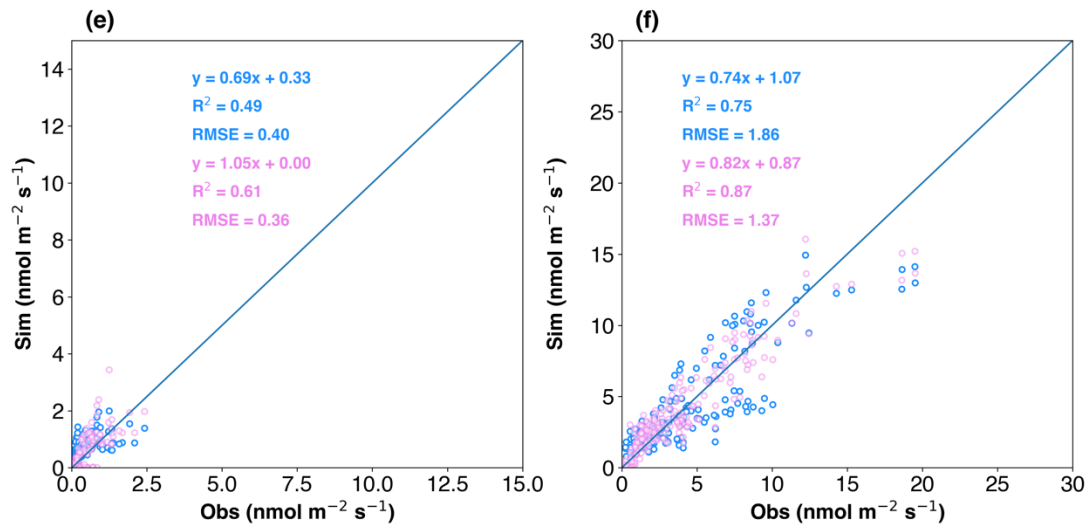 (e)
y = 0.69x + 0.33
R² = 0.49
RMSE = 0.40
y = 1.05x + 0.00
R² = 0.61
RMSE = 0.36
14
12
10
8
6
4
2
0
Sim (nmol m⁻² s⁻¹)
0.0 2.5 5.0 7.5 10.0 12.5 15.0
Obs (nmol m⁻² s⁻¹)
(f)
y = 0.74x + 1.07
R² = 0.75
RMSE = 1.86
y = 0.82x + 0.87
R² = 0.87
RMSE = 1.37
30
25
20
15
10
5
0
Sim (nmol m⁻² s⁻¹)
0 5 10 15 20 25 30
Obs (nmol m⁻² s⁻¹)